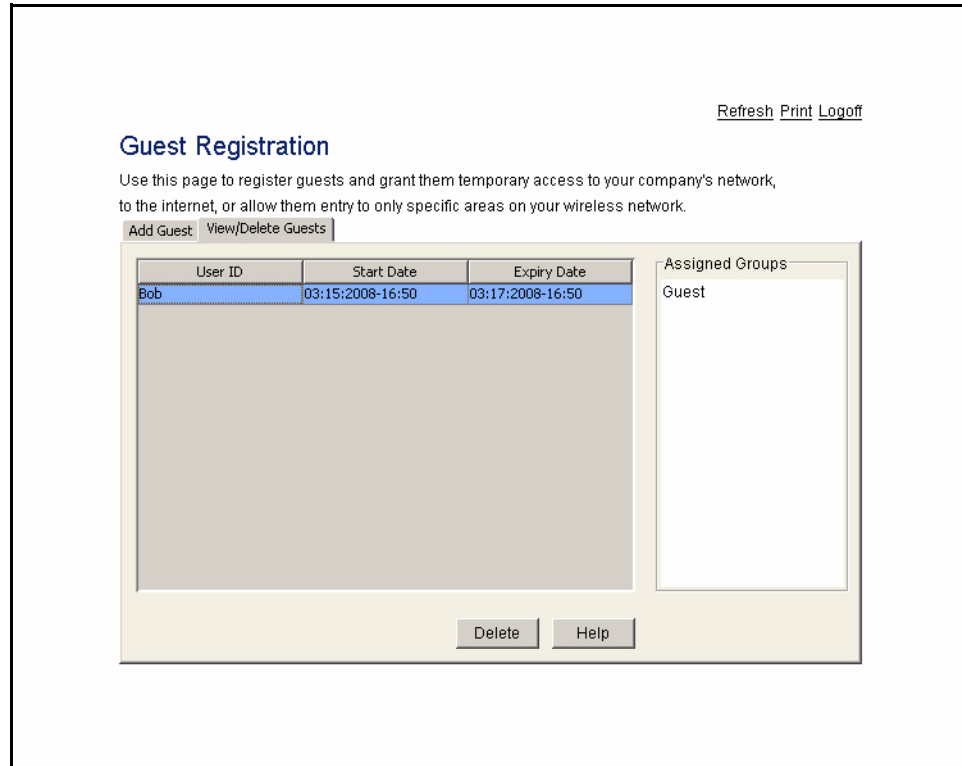 Refresh Print Logoff
Guest Registration
Use this page to register guests and grant them temporary access to your company's network,
to the internet, or allow them entry to only specific areas on your wireless network.
Add Guest View/Delete Guests
User ID Start Date Expiry Date
Bob 03:15:2008-16:50 03:17:2008-16:50
Assigned Groups
Guest
Delete Help